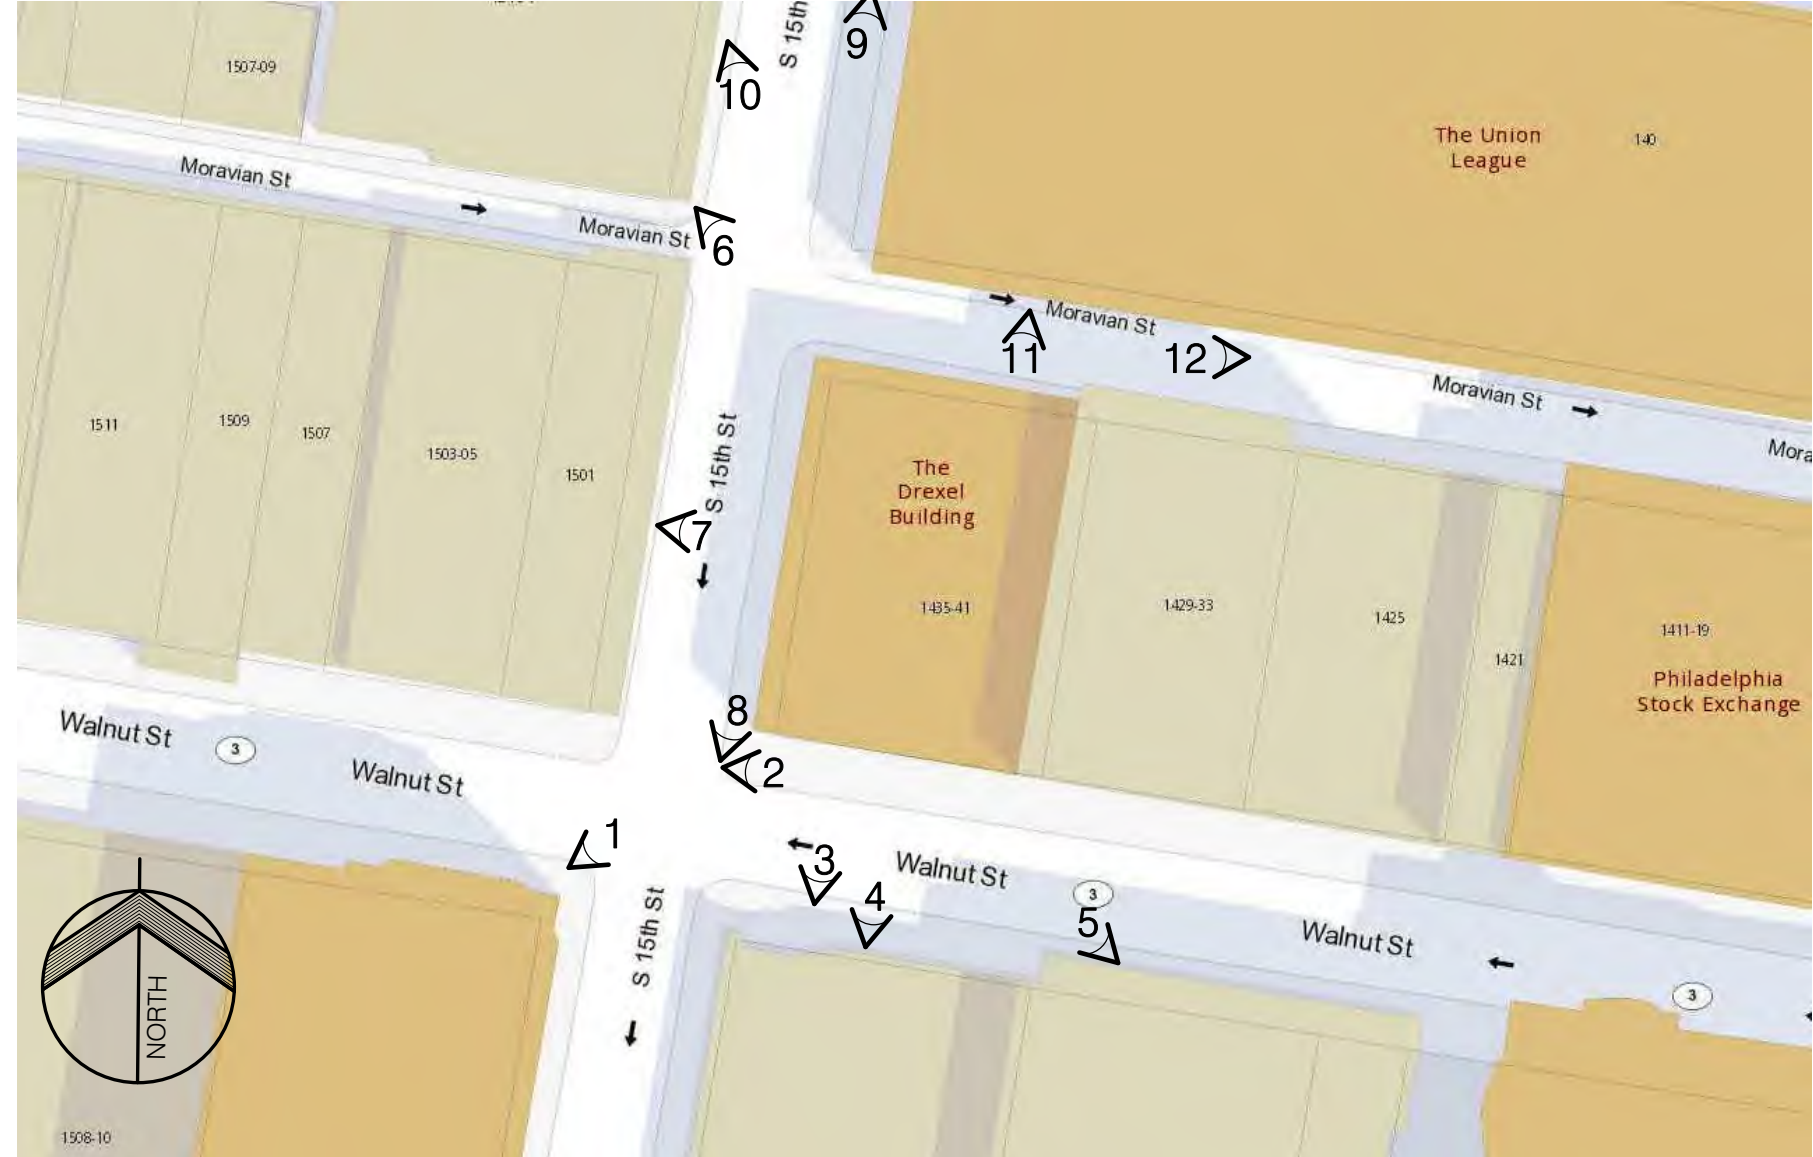 S 15th
9
1507-09
10
The Union
League
140
Moravian St
Moravian St
6
Moravian St
11
12
Moravian St
Mora
1511
1509
1507
1503-05
1501
S 15th St
7
The
Drexel
Building
1435-41
1429-33
1425
1421
1411-19
Philadelphia
Stock Exchange
8
2
Walnut St
3
Walnut St
1
3
4
Walnut St
3
5
Walnut St
3
S 15th St
NORTH
1508-10